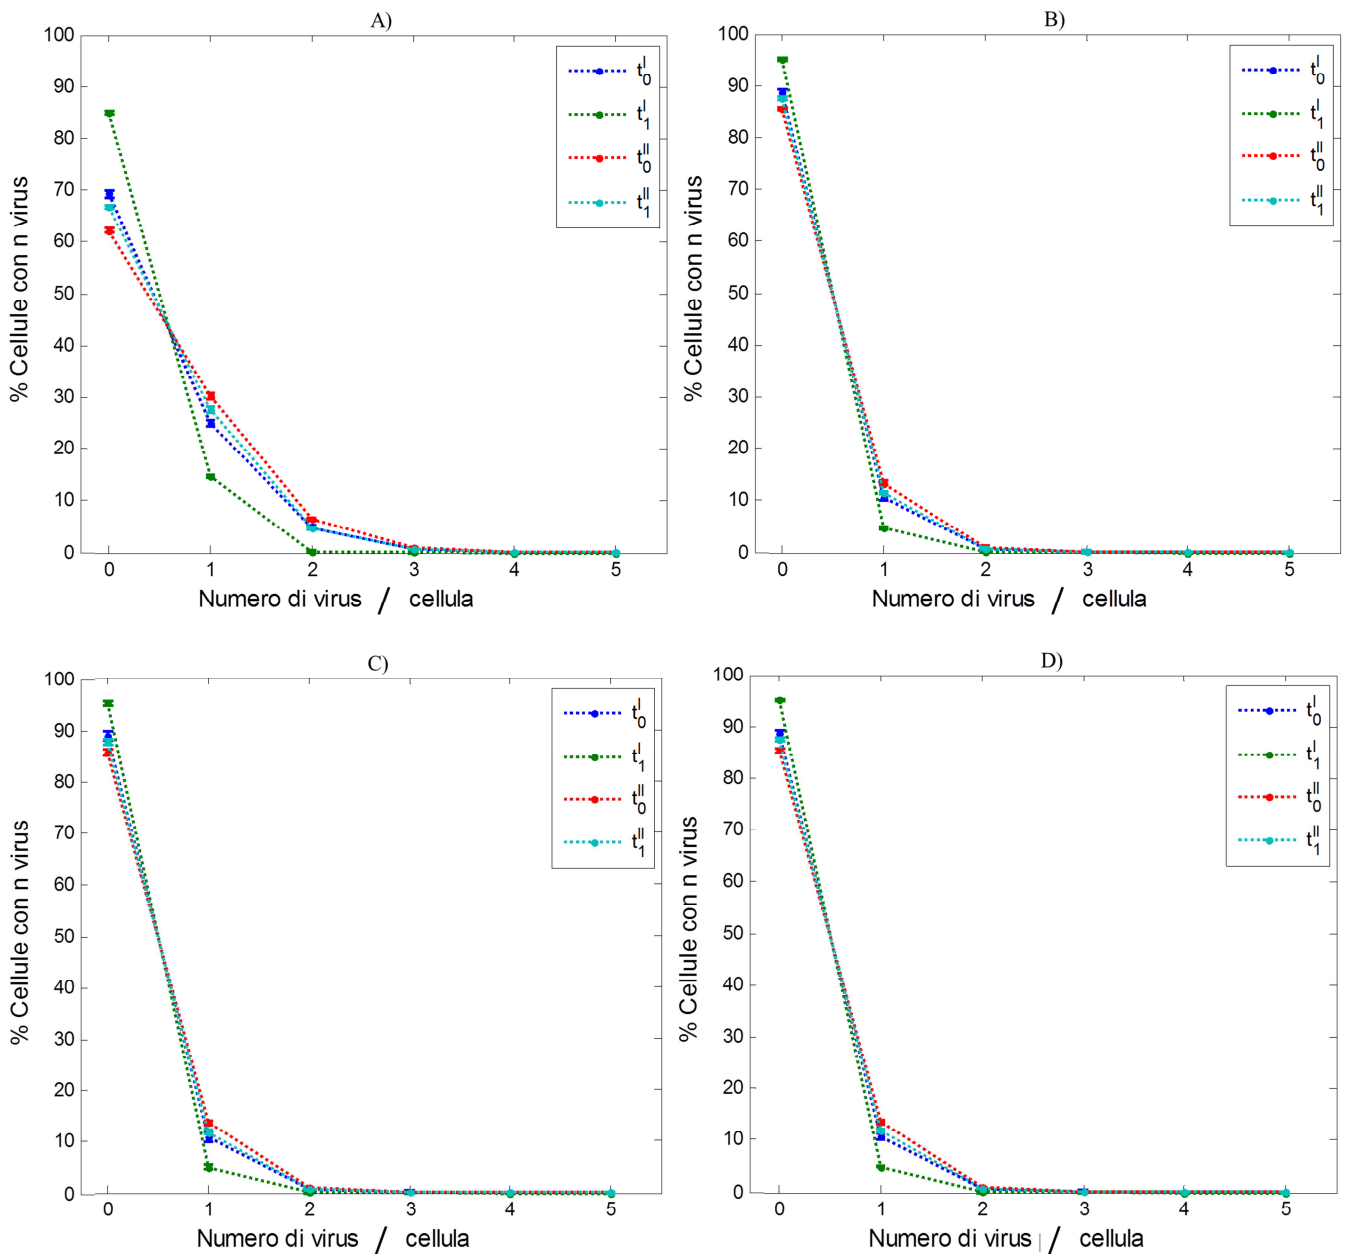 A)
100
90
80
70
60
50
40
30
20
10
0
% Cellule con n virus
0 1 2 3 4 5
Numero di virus / cellula
t₀ᴵ
t₁ᴵ
t₀ᴵᴵ
t₁ᴵᴵ
B)
100
90
80
70
60
50
40
30
20
10
0
% Cellule con n virus
0 1 2 3 4 5
Numero di virus / cellula
t₀ᴵ
t₁ᴵ
t₀ᴵᴵ
t₁ᴵᴵ
C)
100
90
80
70
60
50
40
30
20
10
0
% Cellule con n virus
0 1 2 3 4 5
Numero di virus / cellula
t₀ᴵ
t₁ᴵ
t₀ᴵᴵ
t₁ᴵᴵ
D)
100
90
80
70
60
50
40
30
20
10
0
% Cellule con n virus
0 1 2 3 4 5
Numero di virus / cellula
t₀ᴵ
t₁ᴵ
t₀ᴵᴵ
t₁ᴵᴵ